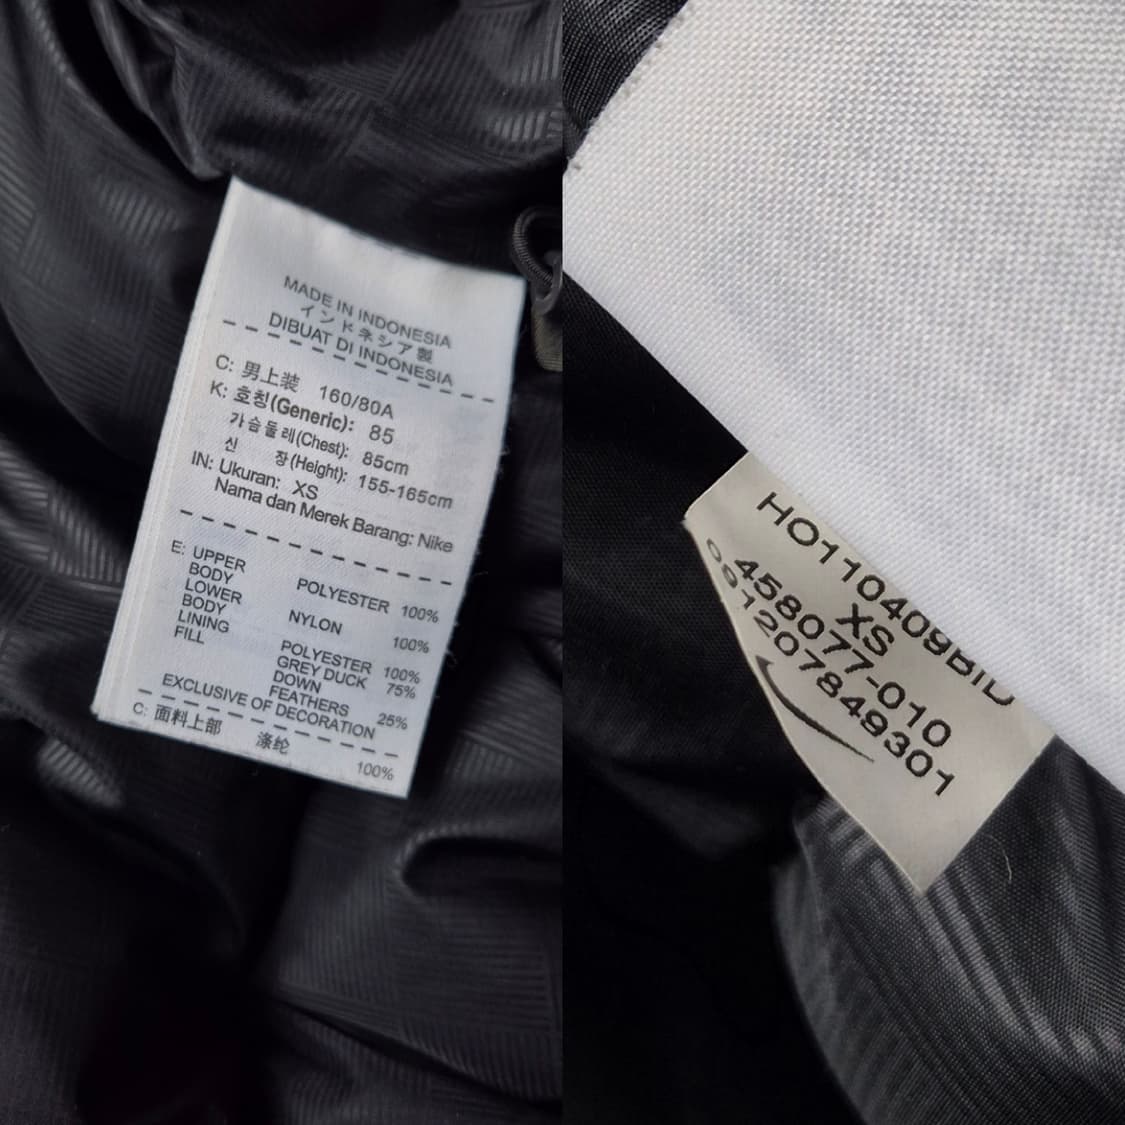 MADE IN INDONESIA
インドネシア製
DIBUAT DI INDONESIA
C: 男上装 160/80A
K: 호칭(Generic): 85
가슴둘레(Chest): 85cm
신 장(Height): 155-165cm
IN: Ukuran: XS
Nama dan Merek Barang: Nike
E: UPPER
BODY POLYESTER 100%
LOWER
BODY NYLON 100%
LINING POLYESTER 100%
FILL GREY DUCK 75%
DOWN
FEATHERS 25%
EXCLUSIVE OF DECORATION
C: 面料上部 涤纶
100%
HO110409BID
XS
458077-010
00120784930​1